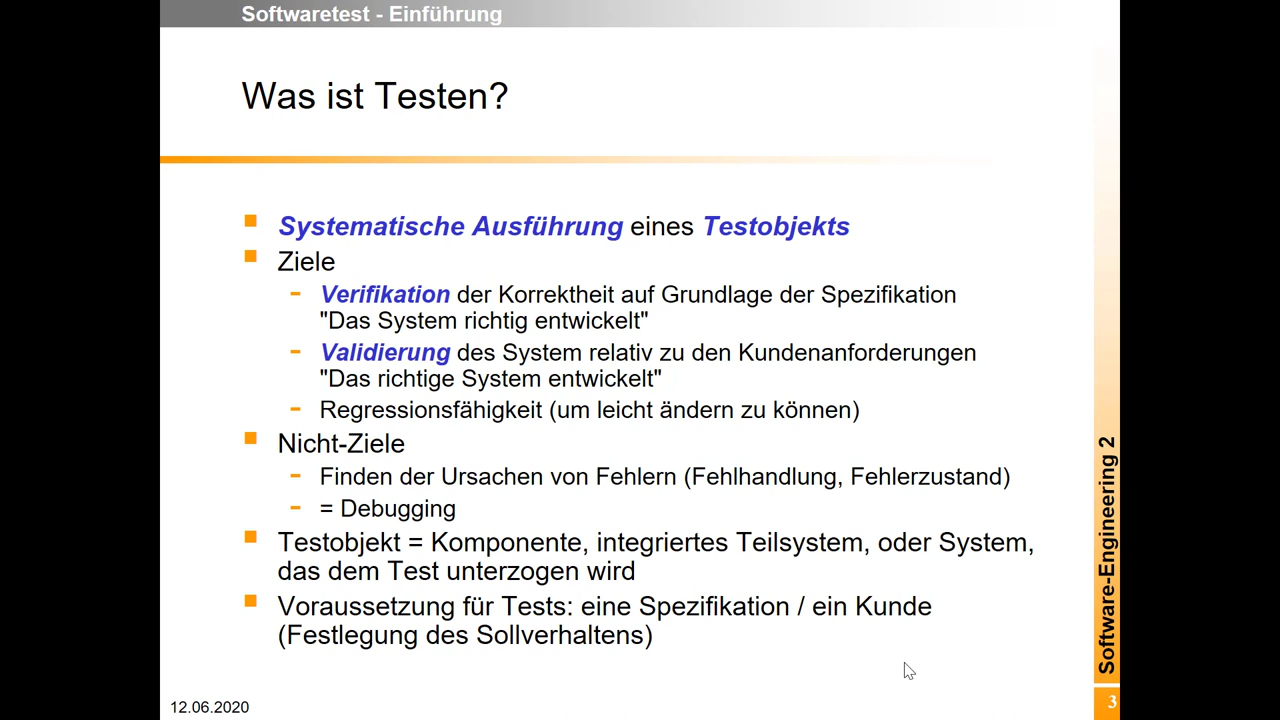 Softwaretest - Einführung
Was ist Testen?
Systematische Ausführung eines Testobjekts
Ziele
Verifikation der Korrektheit auf Grundlage der Spezifikation
"Das System richtig entwickelt"
Validierung des System relativ zu den Kundenanforderungen
"Das richtige System entwickelt"
Regressionsfähigkeit (um leicht ändern zu können)
Nicht-Ziele
Finden der Ursachen von Fehlern (Fehlhandlung, Fehlerzustand)
= Debugging
Testobjekt = Komponente, integriertes Teilsystem, oder System,
das dem Test unterzogen wird
Voraussetzung für Tests: eine Spezifikation / ein Kunde
(Festlegung des Sollverhaltens)
Software-Engineering 2
12.06.2020
3